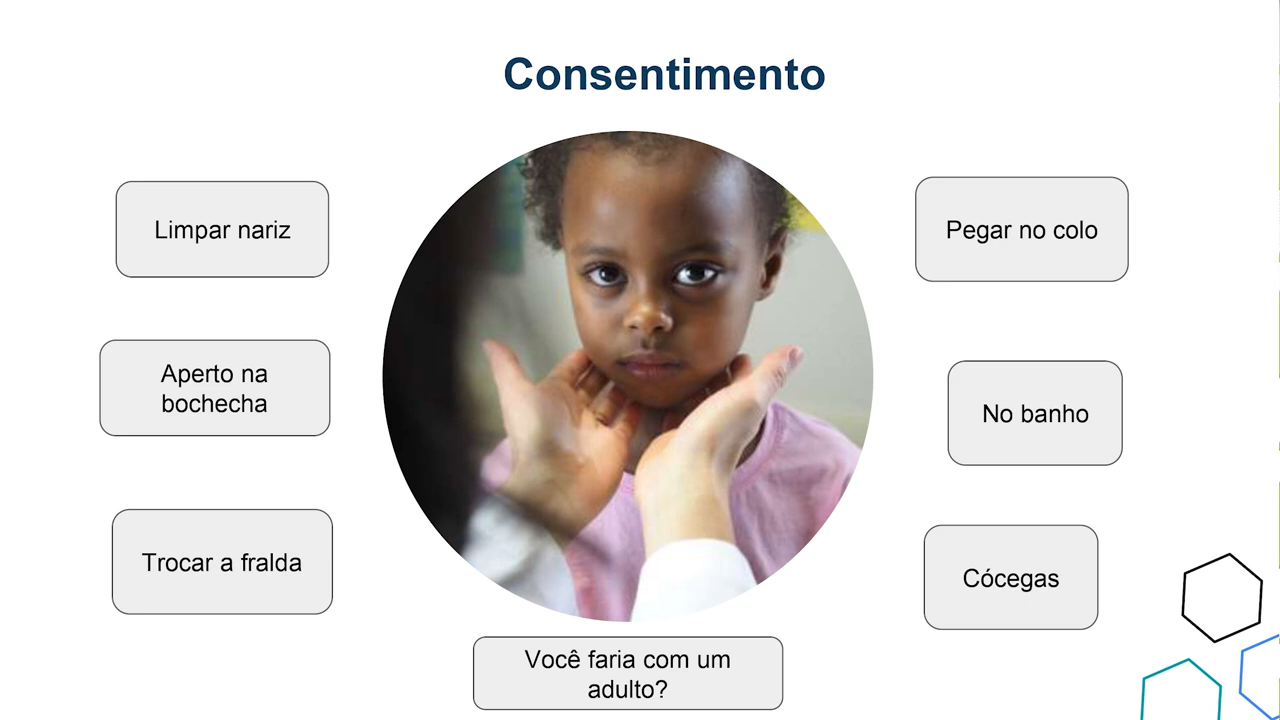 Consentimento
Limpar nariz
Aperto na
bochecha
Trocar a fralda
Pegar no colo
No banho
Cócegas
Você faria com um
adulto?